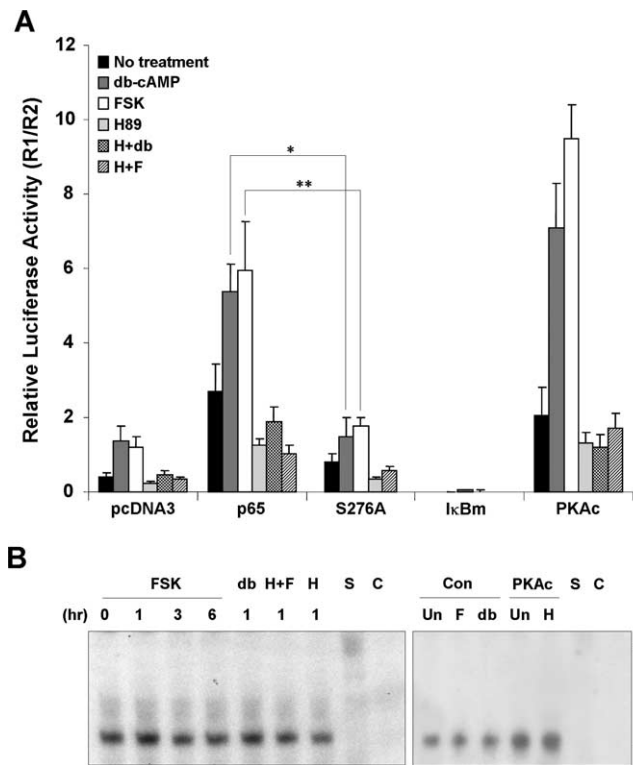 A
Relative Luciferase Activity (R1/R2)
12
10
8
6
4
2
0
No treatment
db-cAMP
FSK
H89
H+db
H+F
*
**
pcDNA3 p65 S276A IκBm PKAc
B
FSK db H+F H S C
(hr) 0 1 3 6 1 1 1
Con PKAc S C
Un F db Un H